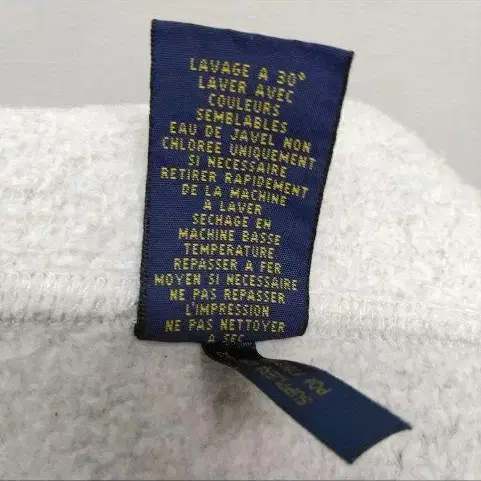 LAVAGE A 30°
LAVER AVEC
COULEURS
SEMBLABLES
EAU DE JAVEL NON
CHLOREE UNIQUEMENT
SI NECESSAIRE
RETIRER RAPIDEMENT
DE LA MACHINE
A LAVER
SECHAGE EN
MACHINE BASSE
TEMPERATURE
REPASSER A FER
MOYEN SI NECESSAIRE
NE PAS REPASSER
L'IMPRESSION
NE PAS NETTOYER
A SEC